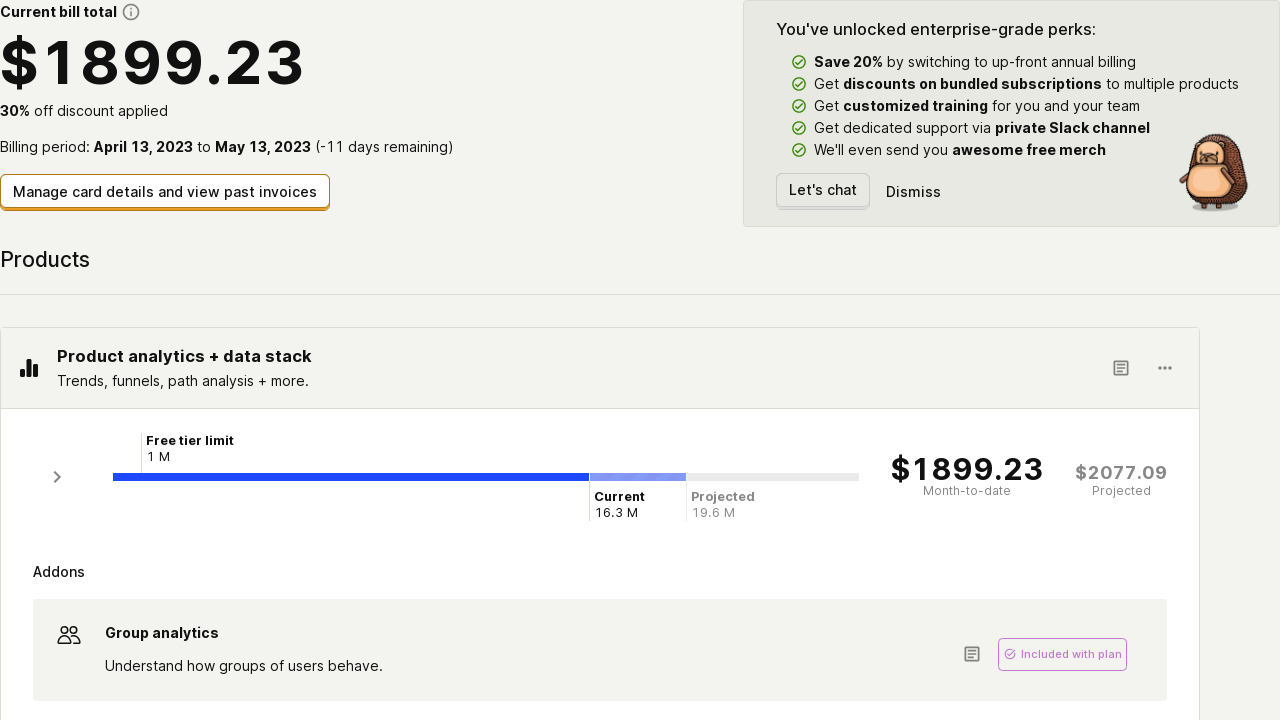 Current bill total
$1899.23
30% off discount applied
Billing period: April 13, 2023 to May 13, 2023 (-11 days remaining)
Manage card details and view past invoices
You've unlocked enterprise-grade perks:
Save 20% by switching to up-front annual billing
Get discounts on bundled subscriptions to multiple products
Get customized training for you and your team
Get dedicated support via private Slack channel
We'll even send you awesome free merch
Let's chat
Dismiss
Products
Product analytics + data stack
Trends, funnels, path analysis + more.
Free tier limit
1 M
Current
16.3 M
Projected
19.6 M
$1899.23
Month-to-date
$2077.09
Projected
Addons
Group analytics
Understand how groups of users behave.
Included with plan